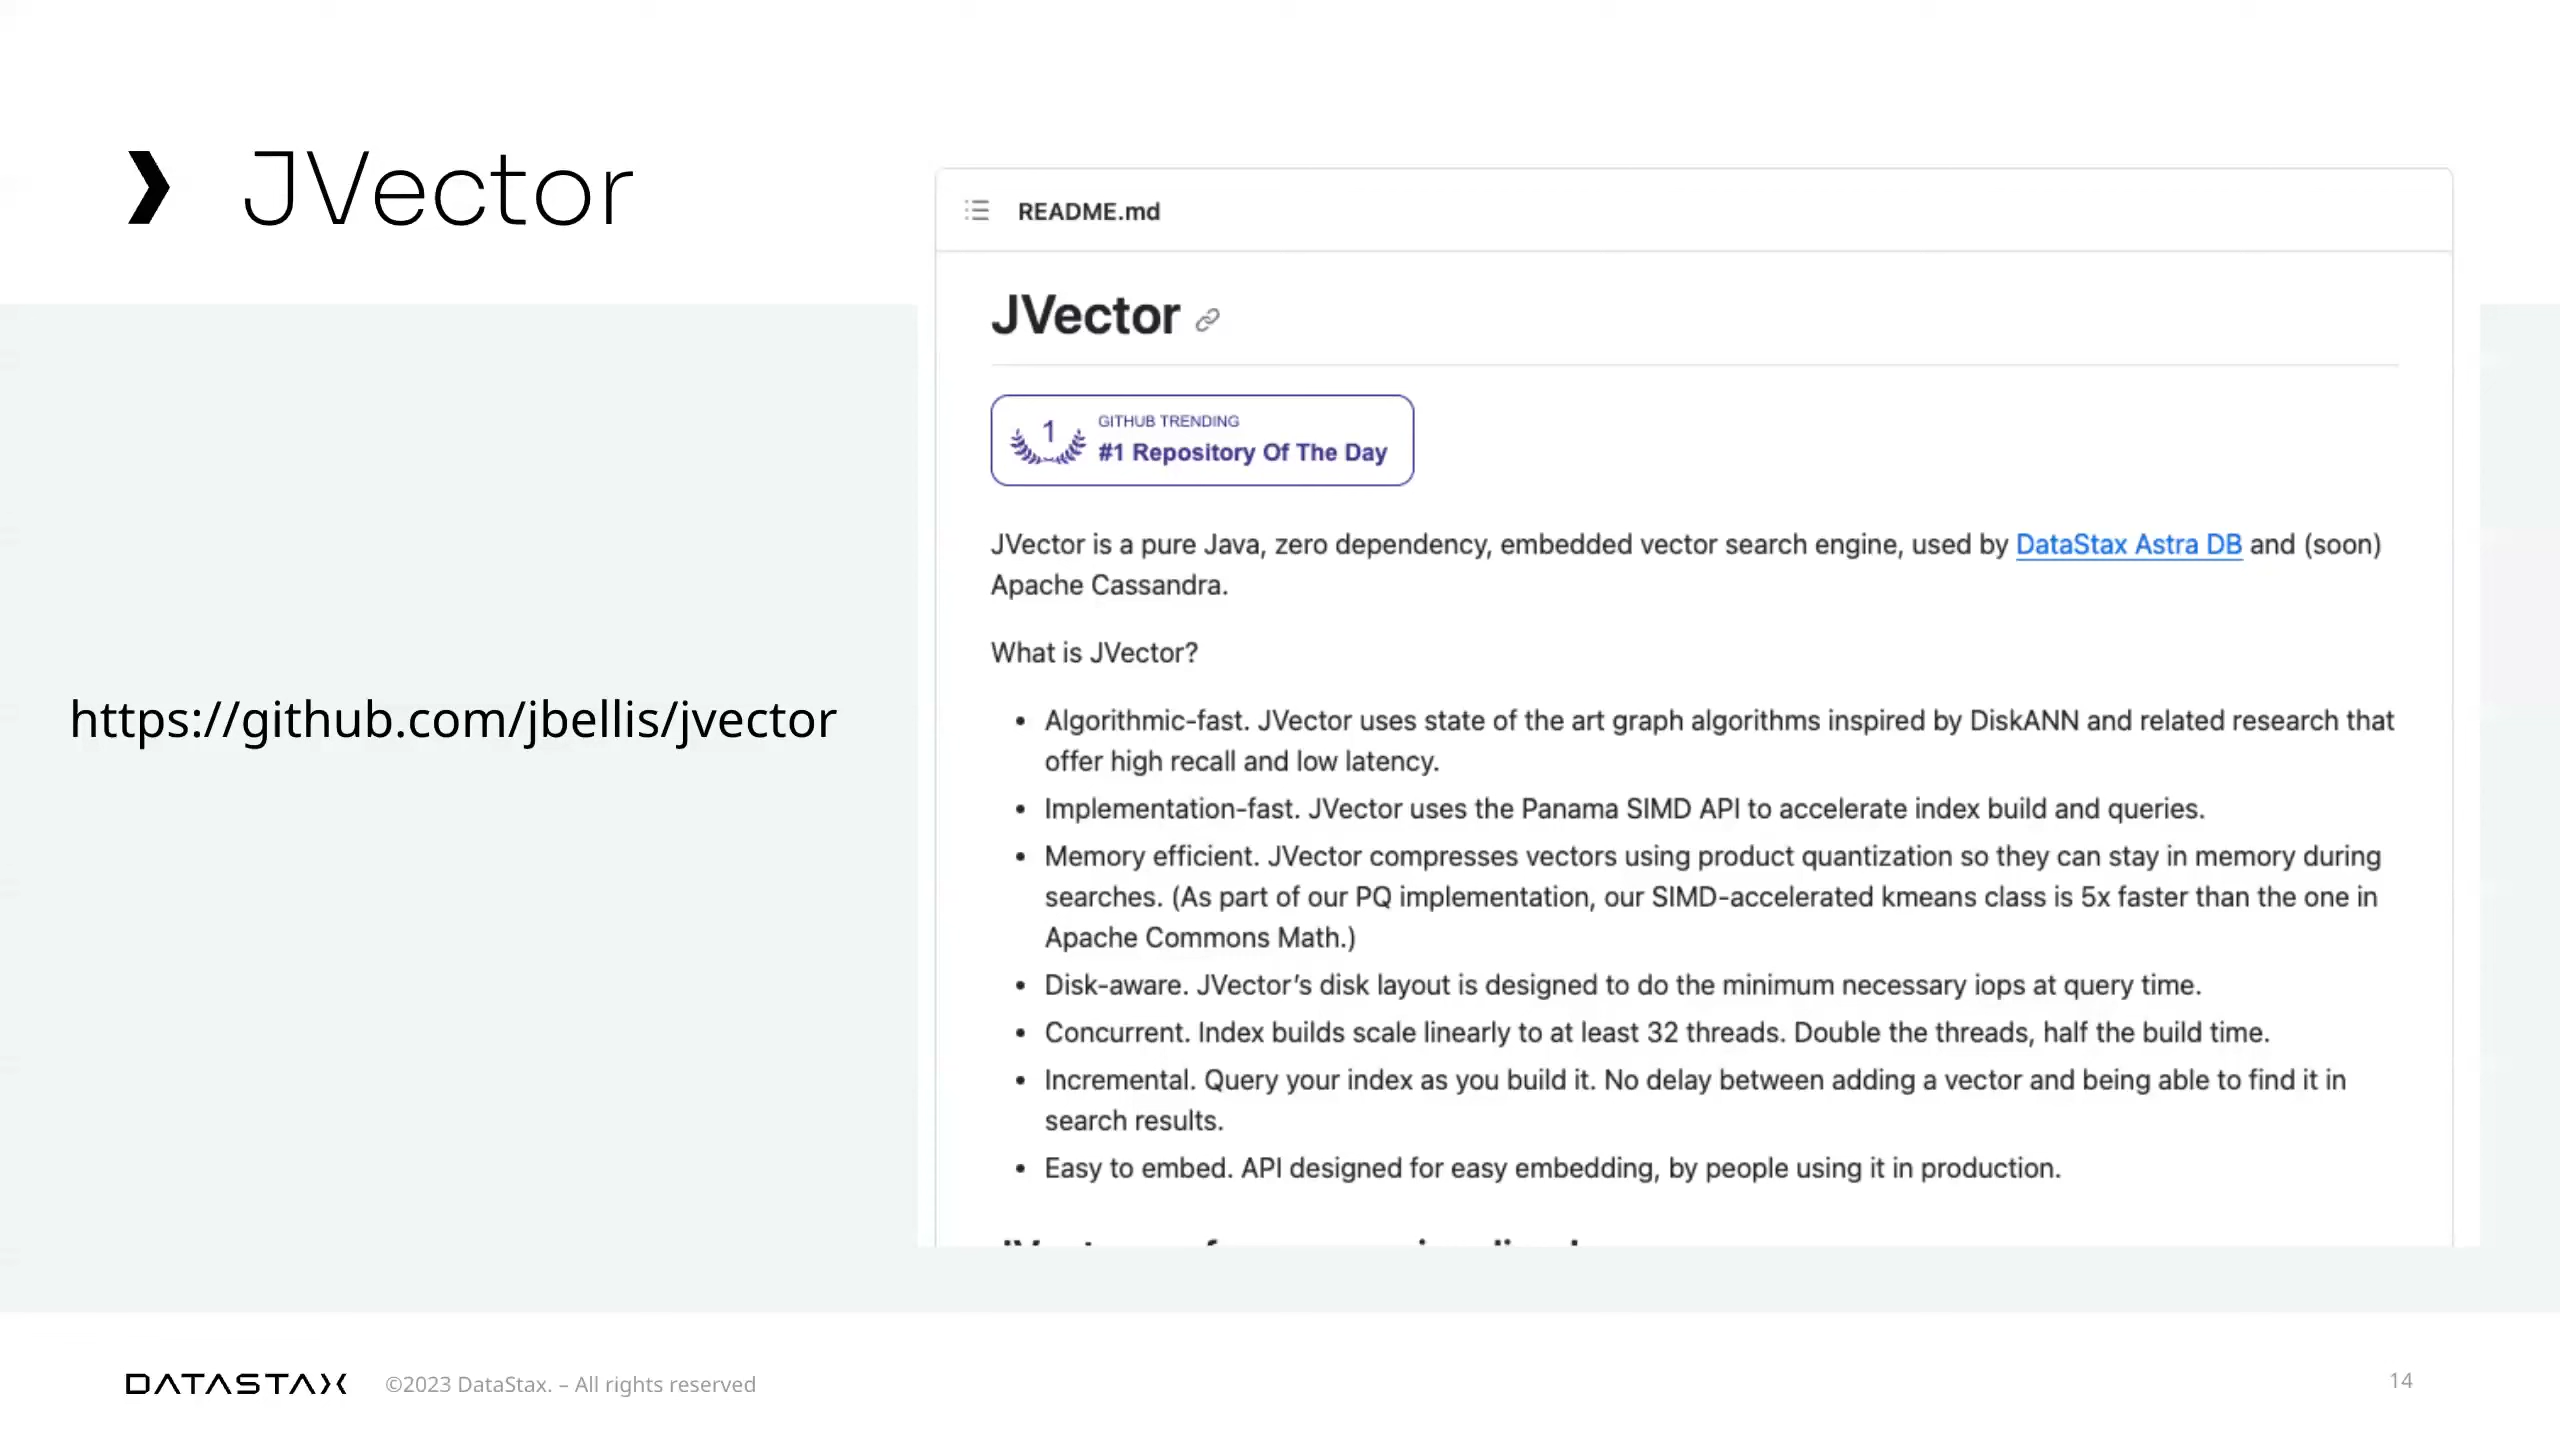 JVector
https://github.com/jbellis/jvector
README.md
JVector
1
GITHUB TRENDING
#1 Repository Of The Day
JVector is a pure Java, zero dependency, embedded vector search engine, used by DataStax Astra DB and (soon)
Apache Cassandra.
What is JVector?
• Algorithmic-fast. JVector uses state of the art graph algorithms inspired by DiskANN and related research that
offer high recall and low latency.
• Implementation-fast. JVector uses the Panama SIMD API to accelerate index build and queries.
• Memory efficient. JVector compresses vectors using product quantization so they can stay in memory during
searches. (As part of our PQ implementation, our SIMD-accelerated kmeans class is 5x faster than the one in
Apache Commons Math.)
• Disk-aware. JVector’s disk layout is designed to do the minimum necessary iops at query time.
• Concurrent. Index builds scale linearly to at least 32 threads. Double the threads, half the build time.
• Incremental. Query your index as you build it. No delay between adding a vector and being able to find it in
search results.
• Easy to embed. API designed for easy embedding, by people using it in production.
DATASTAX ©2023 DataStax. – All rights reserved
14